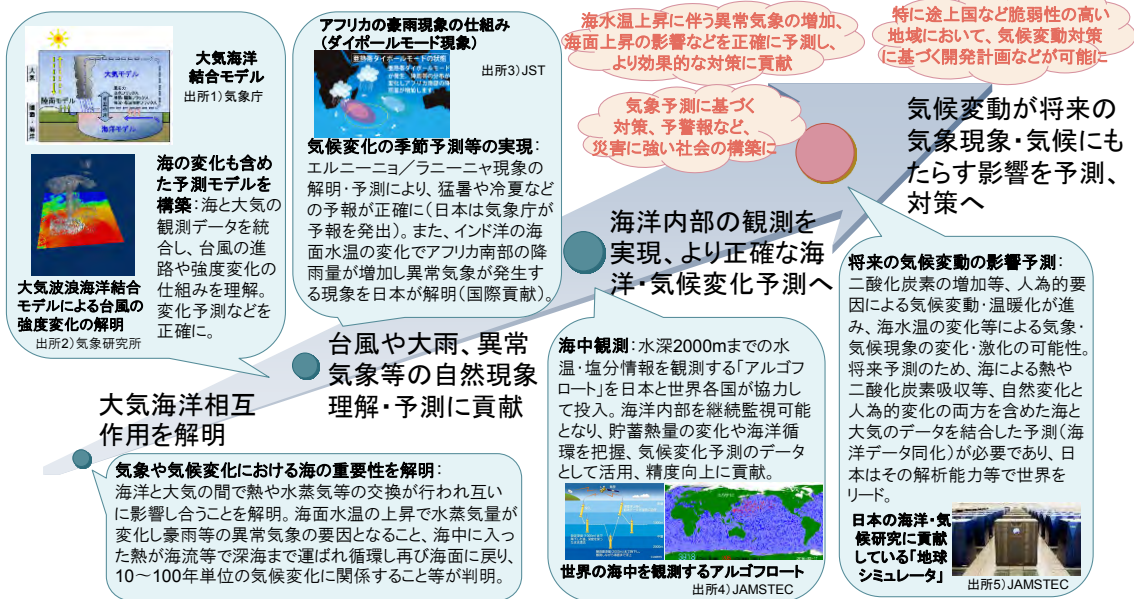 大気海洋
結合モデル
出所1)気象庁
大気モデル
陸面モデル
海洋モデル
海の変化も含め
た予測モデルを
構築:海と大気の
観測データを統
合し、台風の進
路や強度変化の
仕組みを理解。
変化予測などを
正確に。
大気波浪海洋結合
モデルによる台風の
強度変化の解明
出所2)気象研究所
アフリカの豪雨現象の仕組み
(ダイポールモード現象)
出所3)JST
亜熱帯ダイポールモードの状態
気候変化の季節予測等の実現:
エルニーニョ/ラニーニャ現象の
解明・予測により、猛暑や冷夏など
の予報が正確に(日本は気象庁が
予報を発出)。また、インド洋の海
面水温の変化でアフリカ南部の降
雨量が増加し異常気象が発生す
る現象を日本が解明(国際貢献)。
海水温上昇に伴う異常気象の増加、
海面上昇の影響などを正確に予測し、
より効果的な対策に貢献
特に途上国など脆弱性の高い
地域において、気候変動対策
に基づく開発計画などが可能に
気象予測に基づく
対策、予警報など、
災害に強い社会の構築に
気候変動が将来の
気象現象・気候にも
たらす影響を予測、
対策へ
海洋内部の観測を
実現、より正確な海
洋・気候変化予測へ
台風や大雨、異常
気象等の自然現象
理解・予測に貢献
大気海洋相互
作用を解明
気象や気候変化における海の重要性を解明:
海洋と大気の間で熱や水蒸気等の交換が行われ互い
に影響し合うことを解明。海面水温の上昇で水蒸気量が
変化し豪雨等の異常気象の要因となること、海中に入っ
た熱が海流等で深海まで運ばれ循環し再び海面に戻り、
10~100年単位の気候変化に関係すること等が判明。
海中観測:水深2000mまでの水
温・塩分情報を観測する「アルゴフ
ロート」を日本と世界各国が協力し
て投入。海洋内部を継続監視可能
となり、貯蓄熱量の変化や海洋循
環を把握、気候変化予測のデータ
として活用、精度向上に貢献。
世界の海中を観測するアルゴフロート
出所4)JAMSTEC
将来の気候変動の影響予測:
二酸化炭素の増加等、人為的要
因による気候変動・温暖化が進
み、海水温の変化等による気象・
気候現象の変化・激化の可能性。
将来予測のため、海による熱や
二酸化炭素吸収等、自然変化と
人為的変化の両方を含めた海と
大気のデータを結合した予測(海
洋データ同化)が必要であり、日
本はその解析能力等で世界を
リード。
日本の海洋・気
候研究に貢献
している「地球
シミュレータ」
出所5)JAMSTEC